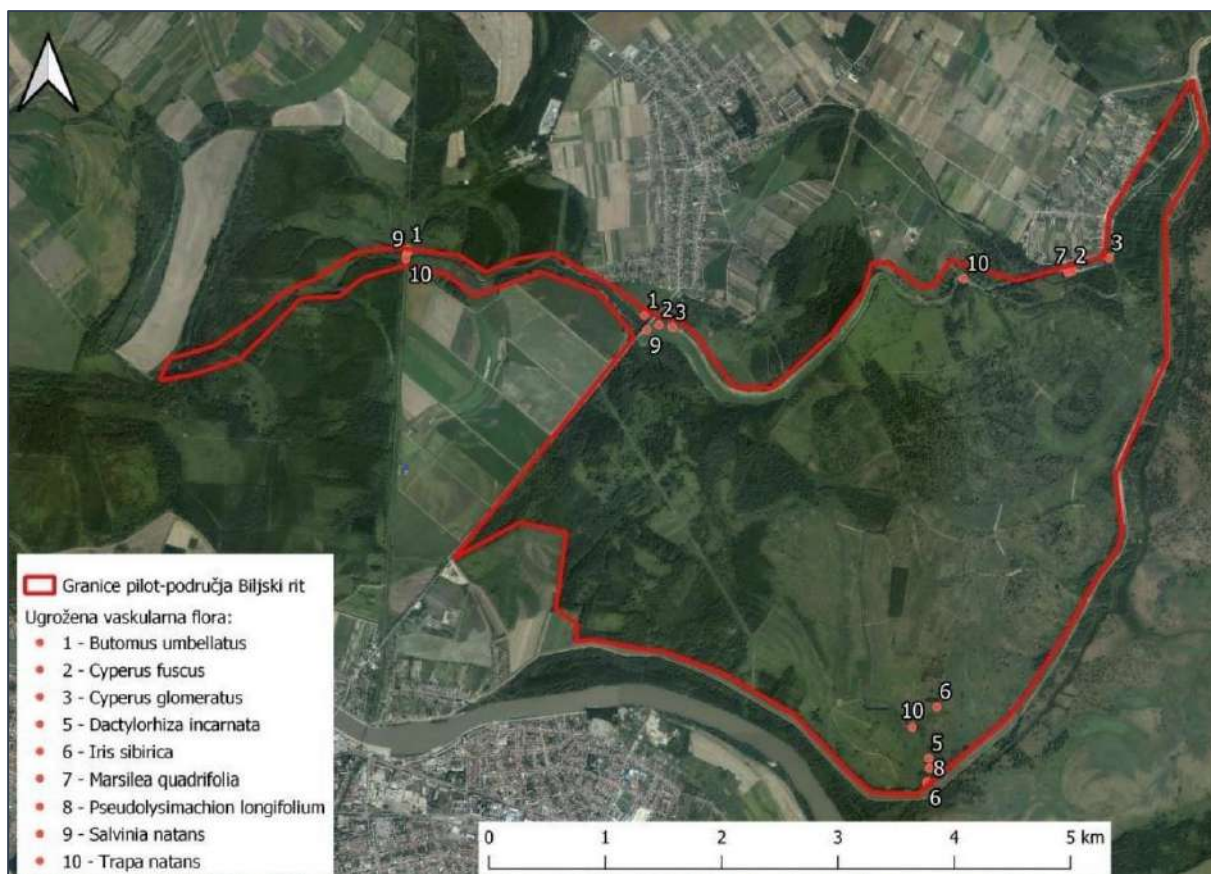 9 1
10
1
2 3
9
10
7 2
3
6
10
5
8
6
Granice pilot-područja Biljski rit
Ugrožena vaskularna flora:
1 - Butomus umbellatus
2 - Cyperus fuscus
3 - Cyperus glomeratus
5 - Dactylorhiza incarnata
6 - Iris sibirica
7 - Marsilea quadrifolia
8 - Pseudolysimachion longifolium
9 - Salvinia natans
10 - Trapa natans
0 1 2 3 4 5 km